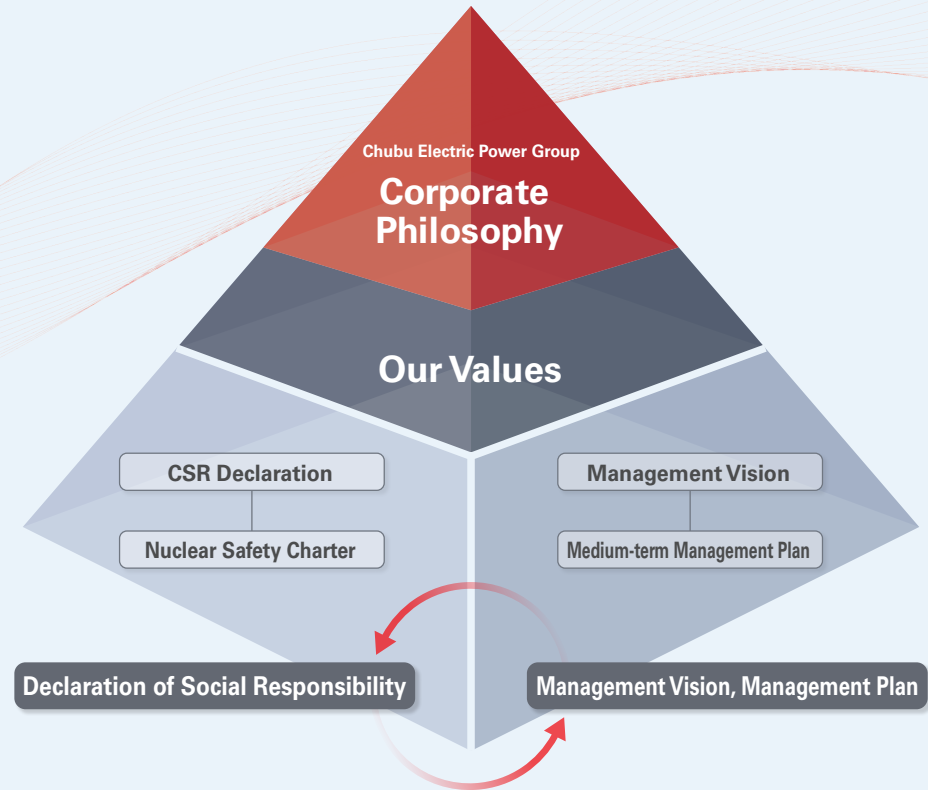 Chubu Electric Power Group
Corporate
Philosophy
Our Values
CSR Declaration
Nuclear Safety Charter
Management Vision
Medium-term Management Plan
Declaration of Social Responsibility
Management Vision, Management Plan